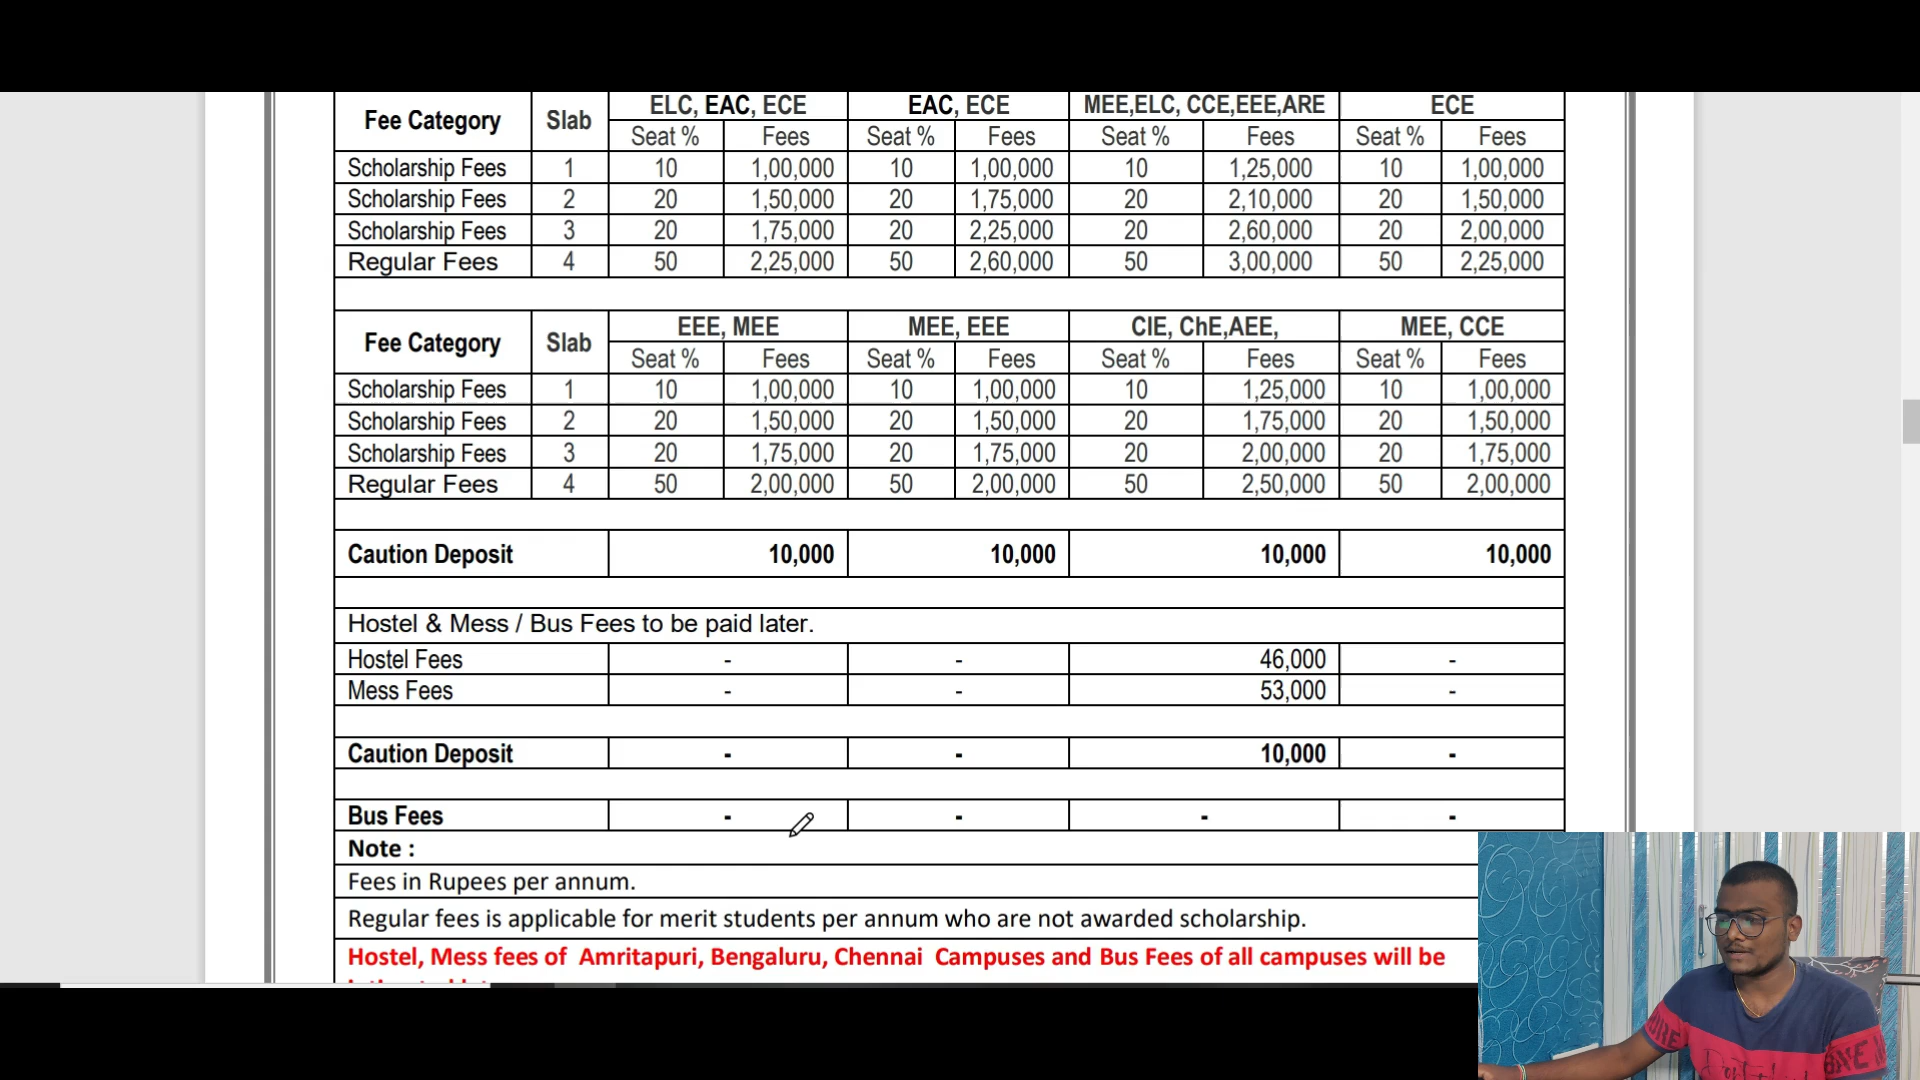 Fee Category Slab ELC, EAC, ECE EAC, ECE MEE,ELC, CCE,EEE,ARE ECE
Seat % Fees Seat % Fees Seat % Fees Seat % Fees
Scholarship Fees 1 10 1,00,000 10 1,00,000 10 1,25,000 10 1,00,000
Scholarship Fees 2 20 1,50,000 20 1,75,000 20 2,10,000 20 1,50,000
Scholarship Fees 3 20 1,75,000 20 2,25,000 20 2,60,000 20 2,00,000
Regular Fees 4 50 2,25,000 50 2,60,000 50 3,00,000 50 2,25,000
Fee Category Slab EEE, MEE MEE, EEE CIE, ChE,AEE, MEE, CCE
Seat % Fees Seat % Fees Seat % Fees Seat % Fees
Scholarship Fees 1 10 1,00,000 10 1,00,000 10 1,25,000 10 1,00,000
Scholarship Fees 2 20 1,50,000 20 1,50,000 20 1,75,000 20 1,50,000
Scholarship Fees 3 20 1,75,000 20 1,75,000 20 2,00,000 20 1,75,000
Regular Fees 4 50 2,00,000 50 2,00,000 50 2,50,000 50 2,00,000
Caution Deposit 10,000 10,000 10,000 10,000
Hostel & Mess / Bus Fees to be paid later.
Hostel Fees - - 46,000 -
Mess Fees - - 53,000 -
Caution Deposit - - 10,000 -
Bus Fees - - - -
Note :
Fees in Rupees per annum.
Regular fees is applicable for merit students per annum who are not awarded scholarship.
Hostel, Mess fees of Amritapuri, Bengaluru, Chennai Campuses and Bus Fees of all campuses will be